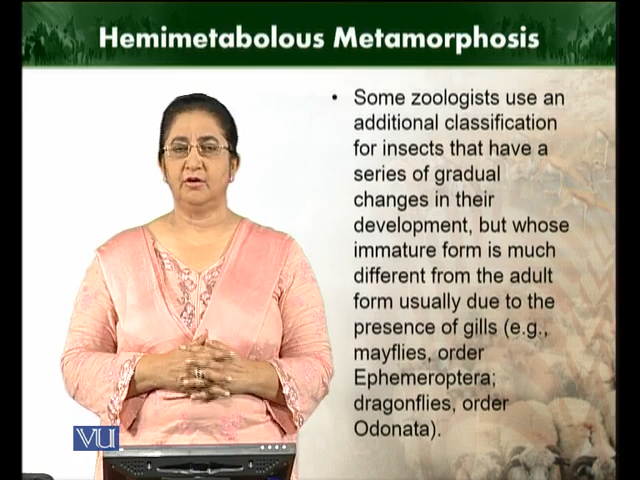 Hemimetabolous Metamorphosis
• Some zoologists use an
additional classification
for insects that have a
series of gradual
changes in their
development, but whose
immature form is much
different from the adult
form usually due to the
presence of gills (e.g.,
mayflies, order
Ephemeroptera;
dragonflies, order
Odonata).
VU